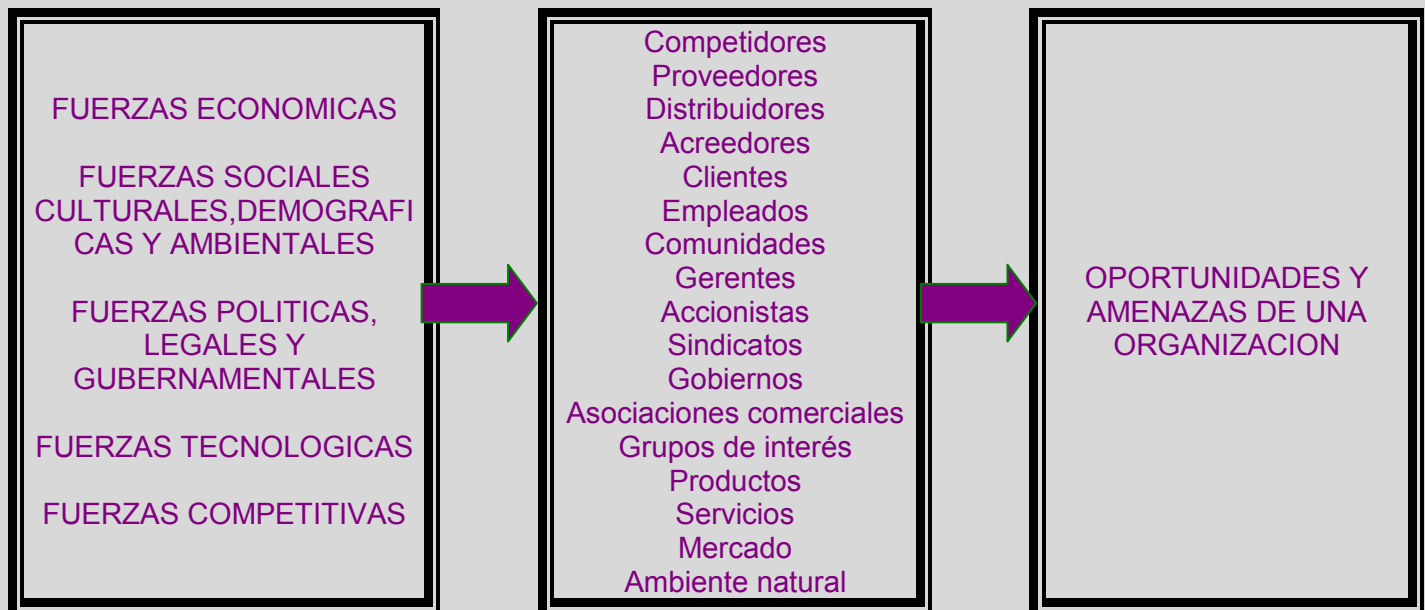 FUERZAS ECONOMICAS
FUERZAS SOCIALES
CULTURALES,DEMOGRAFI
CAS Y AMBIENTALES
FUERZAS POLITICAS,
LEGALES Y
GUBERNAMENTALES
FUERZAS TECNOLOGICAS
FUERZAS COMPETITIVAS
Competidores
Proveedores
Distribuidores
Acreedores
Clientes
Empleados
Comunidades
Gerentes
Accionistas
Sindicatos
Gobiernos
Asociaciones comerciales
Grupos de interés
Productos
Servicios
Mercado
Ambiente natural
OPORTUNIDADES Y
AMENAZAS DE UNA
ORGANIZACION